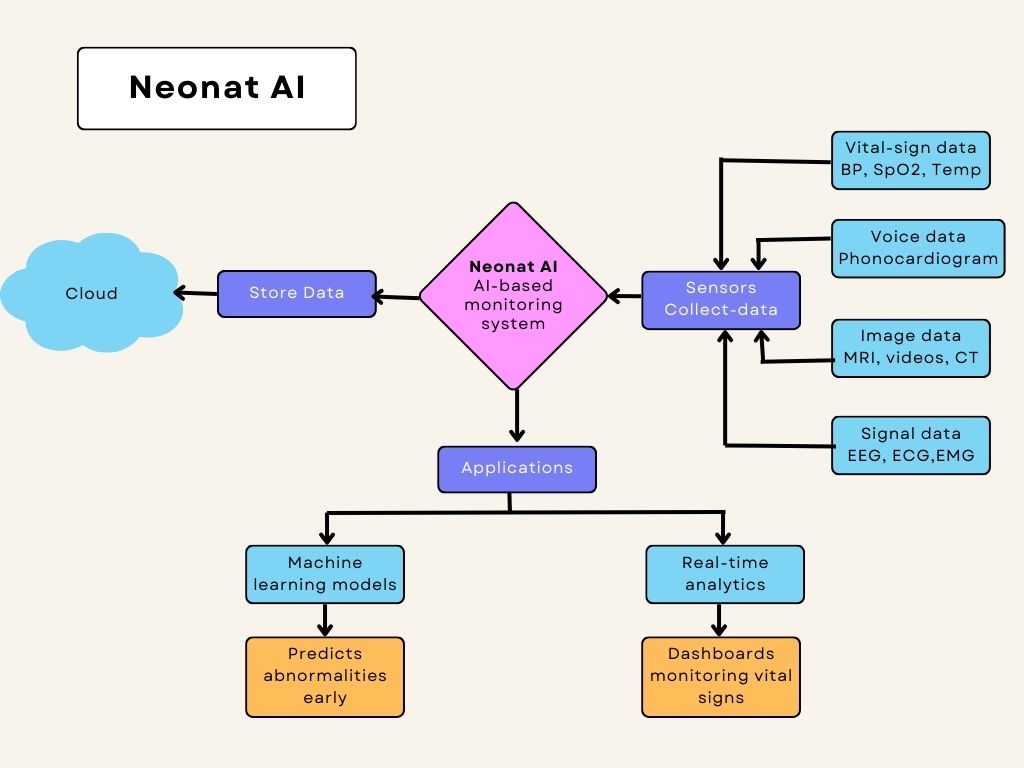 Neonat AI
Vital-sign data
BP, SpO2, Temp
Voice data
Phonocardiogram
Cloud
Store Data
Neonat AI
AI-based
monitoring
system
Sensors
Collect-data
Image data
MRI, videos, CT
Signal data
EEG, ECG,EMG
Applications
Machine
learning models
Real-time
analytics
Predicts
abnormalities
early
Dashboards
monitoring vital
signs